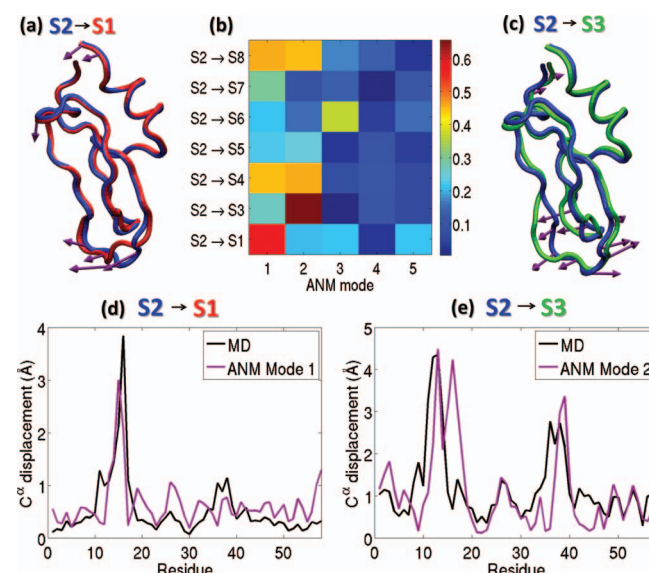 (a) S2→S1
(b)
(c) S2→S3
S2→S8
S2→S7
S2→S6
S2→S5
S2→S4
S2→S3
S2→S1
0.6
0.5
0.4
0.3
0.2
0.1
1 2 3 4 5
ANM mode
(d) S2 → S1
(e) S2 → S3
MD
ANM Mode 1
Cα displacement (Å)
4
3
2
1
0
0 10 20 30 40 50
Residue
MD
ANM Mode 2
Cα displacement (Å)
5
4
3
2
1
0
0 10 20 30 40 50
Residue